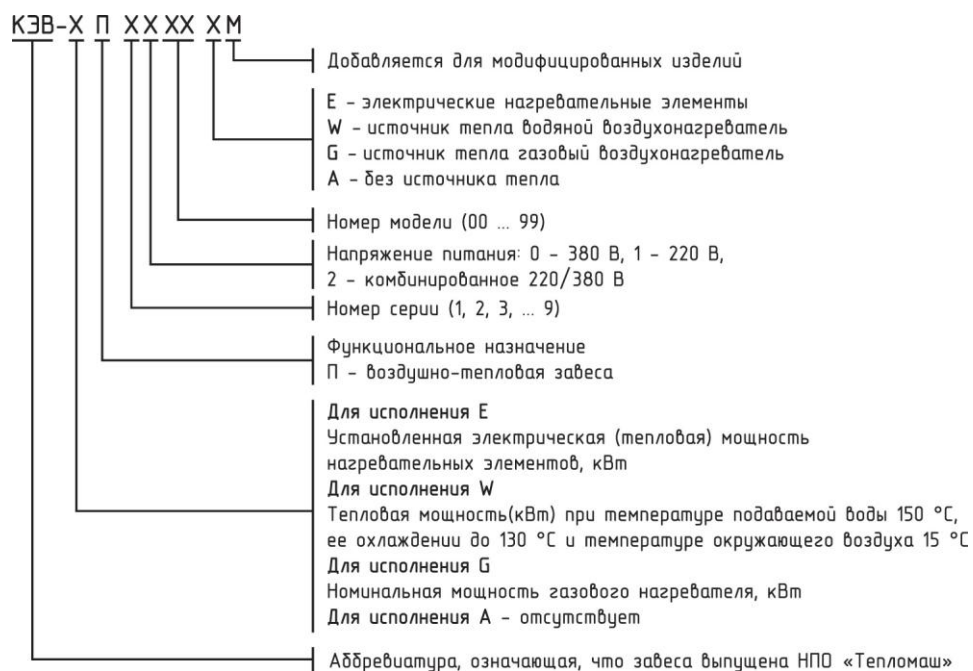 КЭВ-X П XX XX X М
Добавляется для модифицированных изделий
E – электрические нагревательные элементы
W – источник тепла водяной воздухонагреватель
G – источник тепла газовый воздухонагреватель
A – без источника тепла
Номер модели (00 ... 99)
Напряжение питания: 0 – 380 В, 1 – 220 В,
2 – комбинированное 220/380 В
Номер серии (1, 2, 3, ... 9)
Функциональное назначение
П – воздушно-тепловая завеса
Для исполнения E
Установленная электрическая (тепловая) мощность
нагревательных элементов, кВт
Для исполнения W
Тепловая мощность(кВт) при температуре подаваемой воды 150 °C,
ее охлаждении до 130 °C и температуре окружающего воздуха 15 °C
Для исполнения G
Номинальная мощность газового нагревателя, кВт
Для исполнения A – отсутствует
Аббревиатура, означающая, что завеса выпущена НПО «Тепломаш»